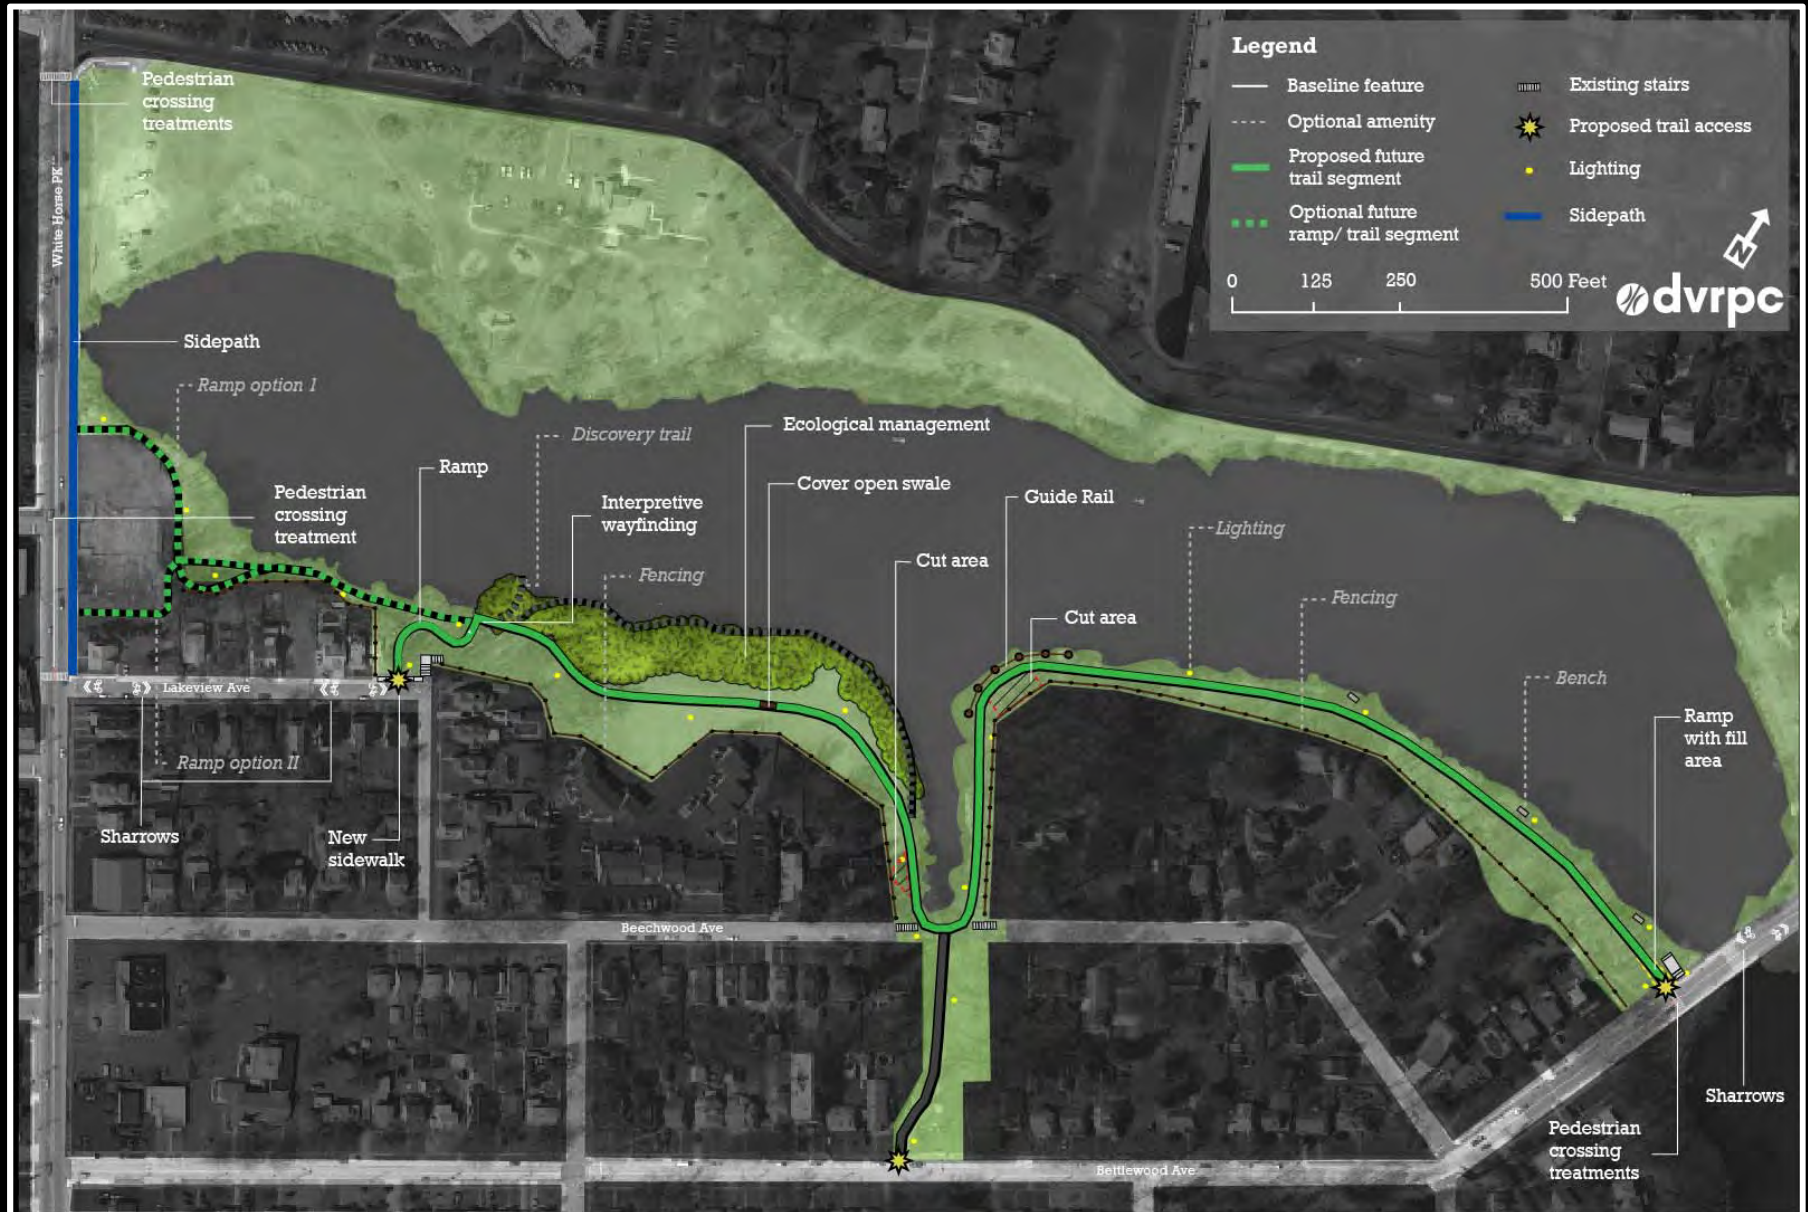 Legend
Baseline feature
Optional amenity
Proposed future
trail segment
Optional future
ramp/ trail segment
Existing stairs
Proposed trail access
Lighting
Sidepath
N
0 125 250 500 Feet
dvrpc
Pedestrian
crossing
treatments
White Horse PK
Sidepath
Ramp option I
Discovery trail
Ecological management
Ramp
Cover open swale
Pedestrian
crossing
treatment
Interpretive
wayfinding
Guide Rail
Lighting
Cut area
Fencing
Fencing
Cut area
Bench
Lakeview Ave
Ramp
with fill
area
Ramp option II
Sharrows
New
sidewalk
Beechwood Ave
Sharrows
Pedestrian
crossing
treatments
Bettlewood Ave